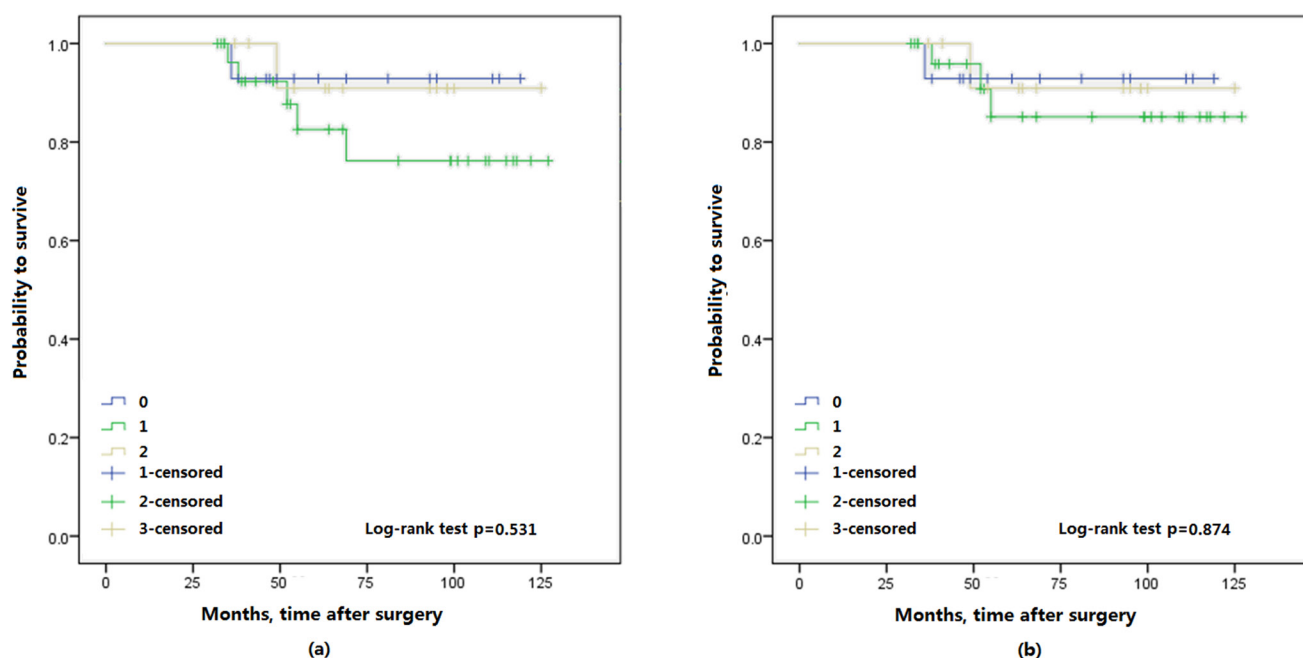 1.0
0.8
0.6
0.4
0.2
0.0
Probability to survive
0
1
2
1-censored
2-censored
3-censored
Log-rank test p=0.531
0 25 50 75 100 125
Months, time after surgery
(a)
1.0
0.8
0.6
0.4
0.2
0.0
Probability to survive
0
1
2
1-censored
2-censored
3-censored
Log-rank test p=0.874
0 25 50 75 100 125
Months, time after surgery
(b)